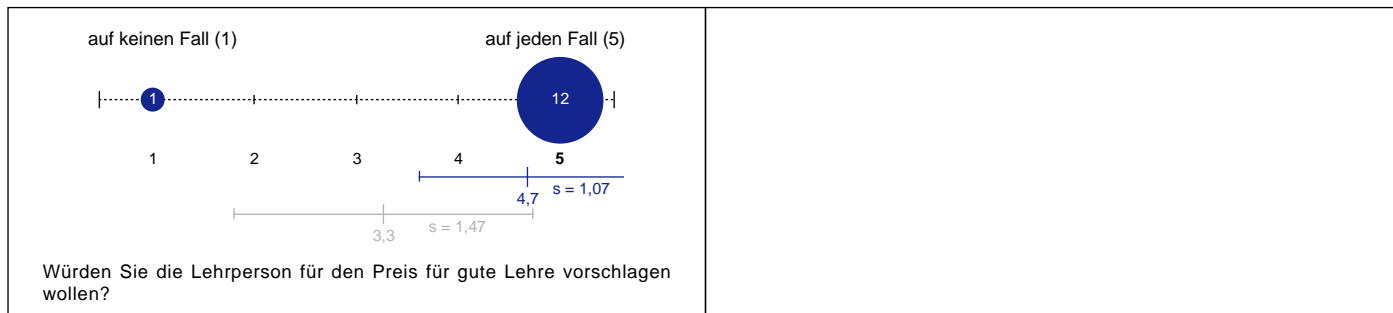 auf keinen Fall (1) auf jeden Fall (5)
1 12
1 2 3 4 5
4,7 s = 1,07
3,3 s = 1,47
Würden Sie die Lehrperson für den Preis für gute Lehre vorschlagen
wollen?